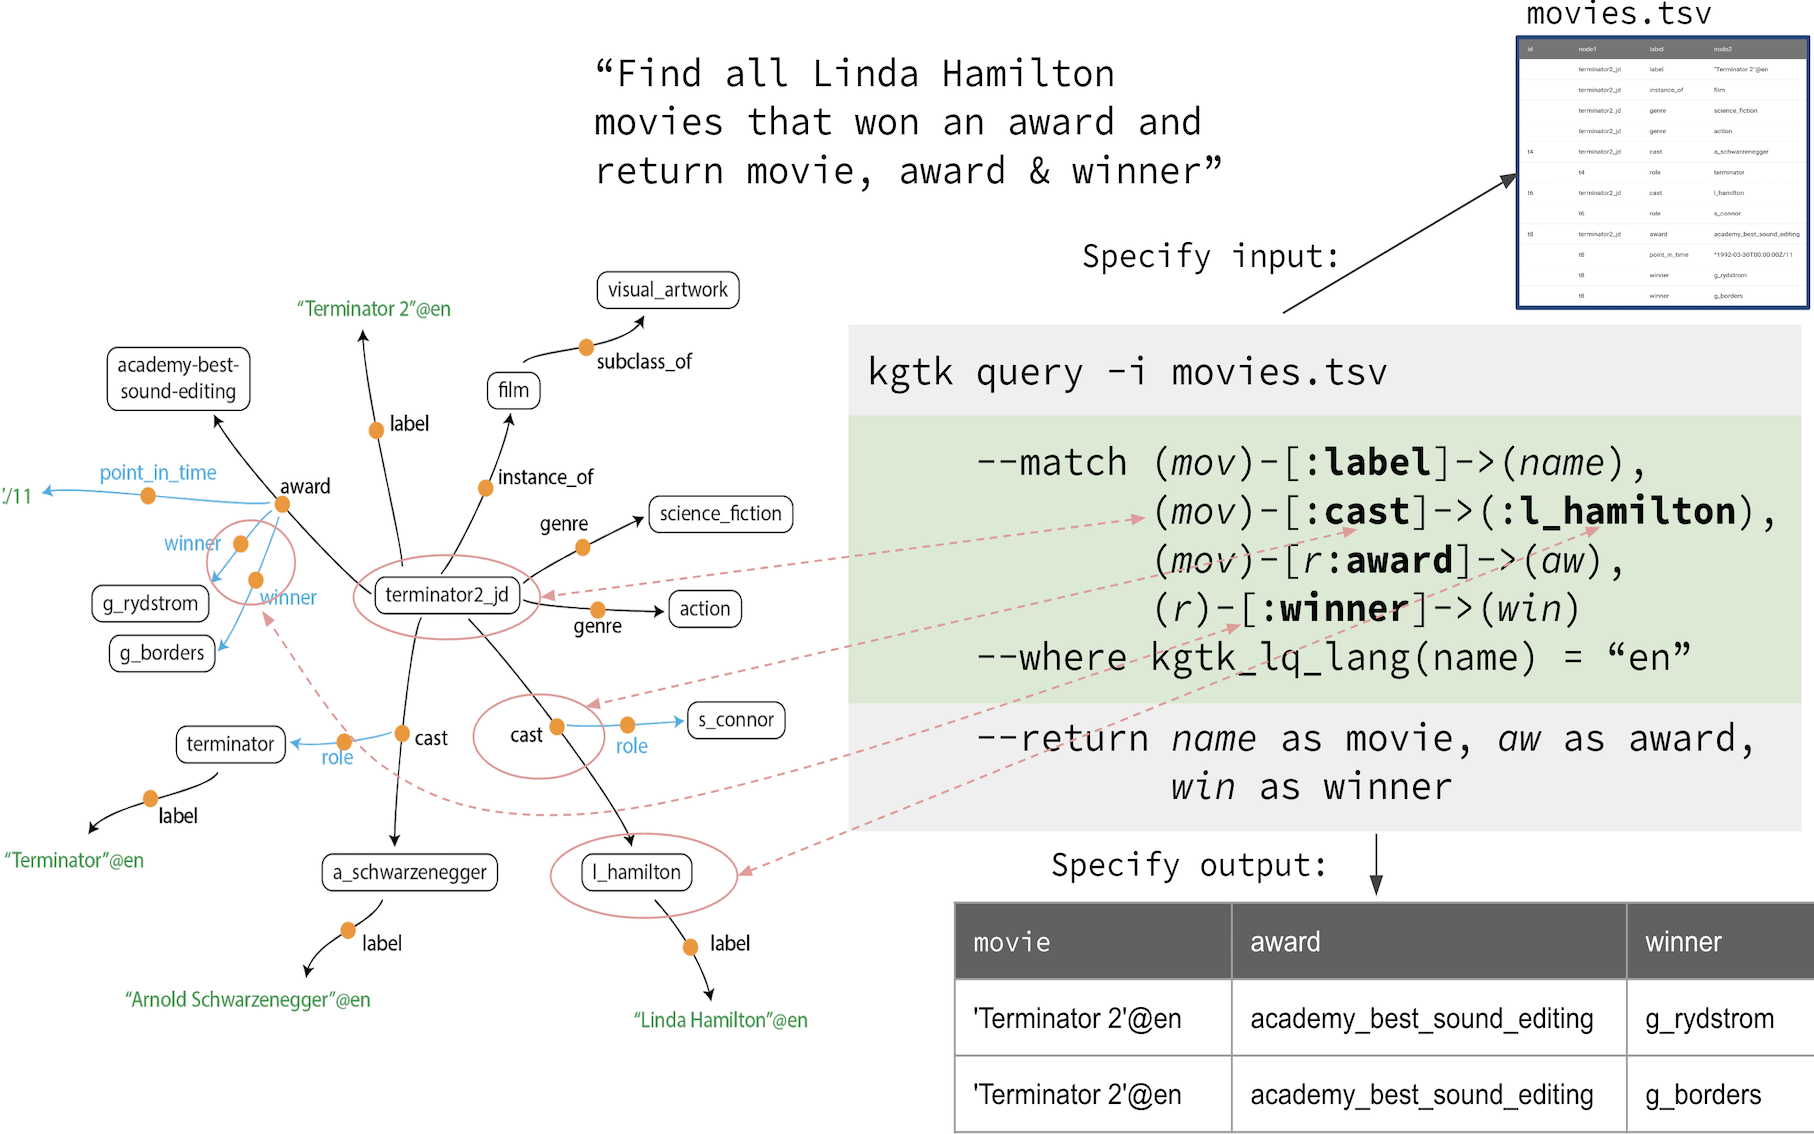 movies.tsv
id node1 label node2
terminator2_jd label "Terminator 2"@en
terminator2_jd instance_of film
terminator2_jd genre science_fiction
terminator2_jd genre action
t4 terminator2_jd cast a_schwarzenegger
t4 role terminator
t6 terminator2_jd cast l_hamilton
t6 role s_connor
t8 terminator2_jd award academy_best_sound_editing
t8 point_in_time ^1992-03-30T00:00:00Z/11
t8 winner g_rydstrom
t8 winner g_borders
“Find all Linda Hamilton
movies that won an award and
return movie, award & winner”
Specify input:
visual_artwork
“Terminator 2”@en
subclass_of
academy-best-
sound-editing
film
label
point_in_time
instance_of
award
/11
science_fiction
genre
winner
terminator2_jd
g_rydstrom
winner
action
genre
g_borders
s_connor
terminator
cast
cast
role
role
label
“Terminator”@en
a_schwarzenegger
l_hamilton
label
label
“Arnold Schwarzenegger”@en
“Linda Hamilton”@en
kgtk query -i movies.tsv
--match (mov)-[:label]->(name),
(mov)-[:cast]->(:l_hamilton),
(mov)-[r:award]->(aw),
(r)-[:winner]->(win)
--where kgtk_lq_lang(name) = “en”
--return name as movie, aw as award,
win as winner
Specify output:
movie award winner
'Terminator 2'@en academy_best_sound_editing g_rydstrom
'Terminator 2'@en academy_best_sound_editing g_borders